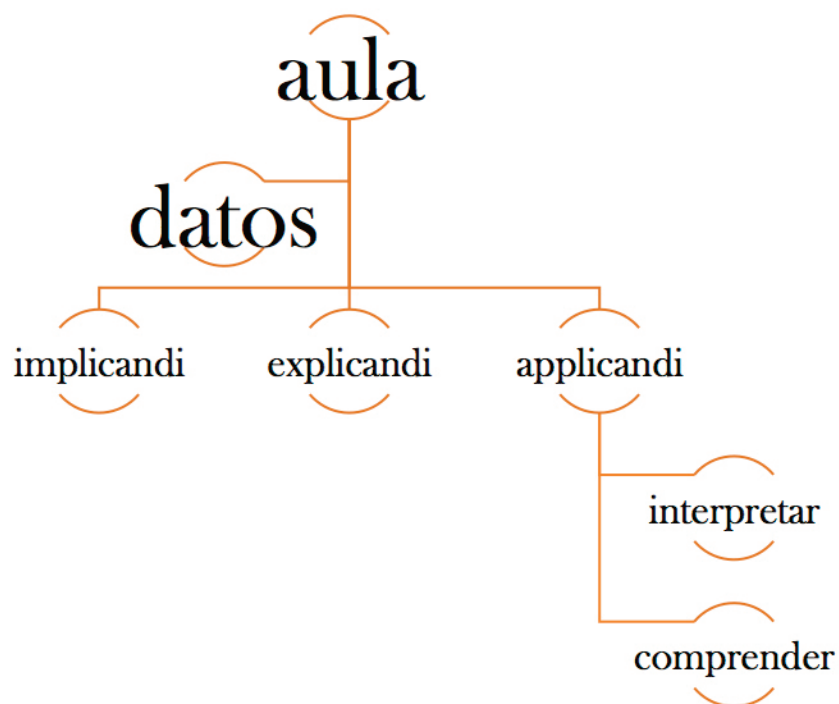 aula
datos
implicandi explicandi applicandi
interpretar
comprender